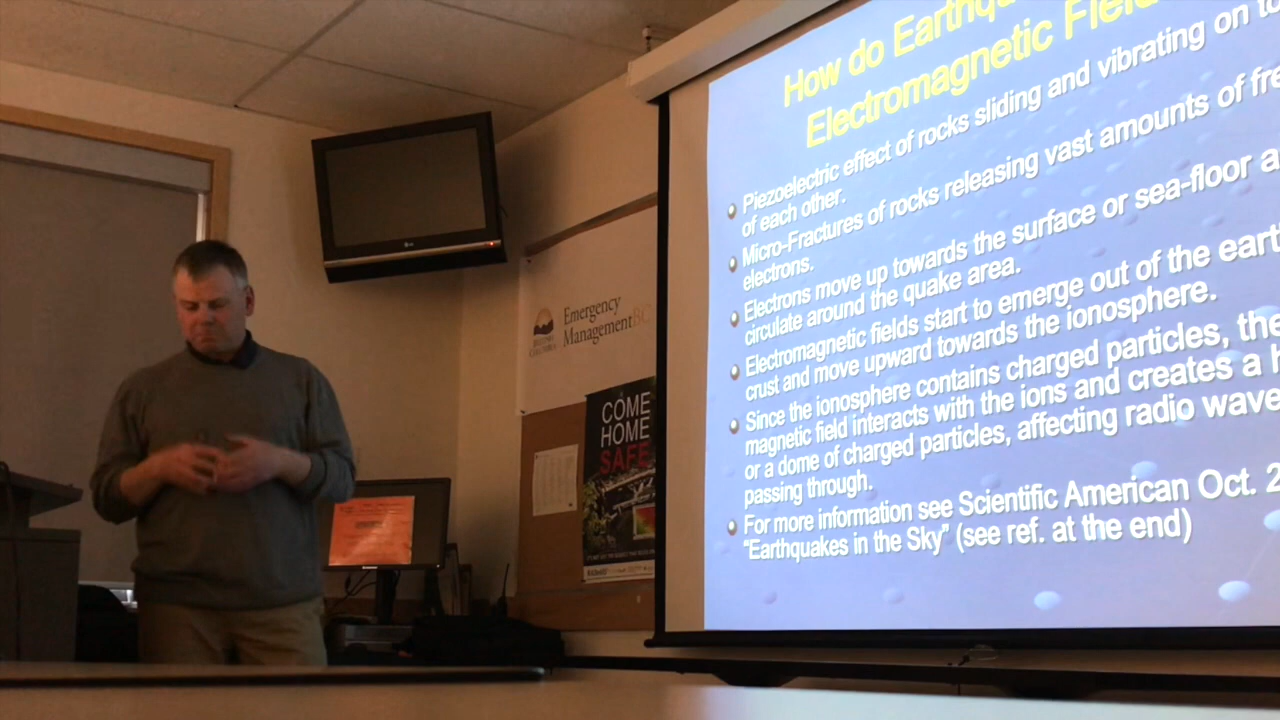 How do Earthqu
Electromagnetic Field
Piezoelectric effect of rocks sliding and vibrating on to
of each other.
Micro-Fractures of rocks releasing vast amounts of fre
electrons.
Electrons move up towards the surface or sea-floor a
circulate around the quake area.
Electromagnetic fields start to emerge out of the eart
crust and move upward towards the ionosphere.
Since the ionosphere contains charged particles, the
magnetic field interacts with the ions and creates a h
or a dome of charged particles, affecting radio wave
passing through.
For more information see Scientific American Oct. 2
“Earthquakes in the Sky” (see ref. at the end)
BRITISH
COLUMBIA
Emergency
ManagementBC
COME
HOME
SAFE